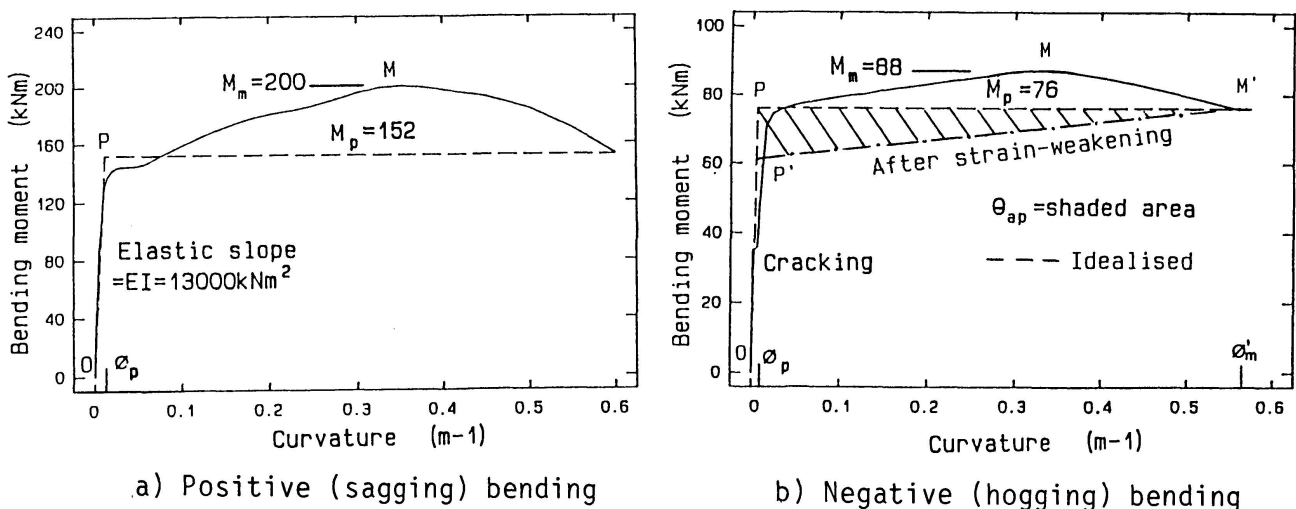 240
200
160
120
80
40
0
Bending moment (kNm)
M_m=200
M
P
M_p=152
Elastic slope
=EI=13000kNm²
O
Ø_p
0 0.1 0.2 0.3 0.4 0.5 0.6
Curvature (m-1)
a) Positive (sagging) bending
100
80
60
40
20
0
Bending moment (kNm)
M_m=88
M
M'
P
M_p=76
P'
After strain-weakening
θ_ap=shaded area
Cracking
--- Idealised
O
Ø_p
Ø'_m
0 0.1 0.2 0.3 0.4 0.5 0.6
Curvature (m-1)
b) Negative (hogging) bending